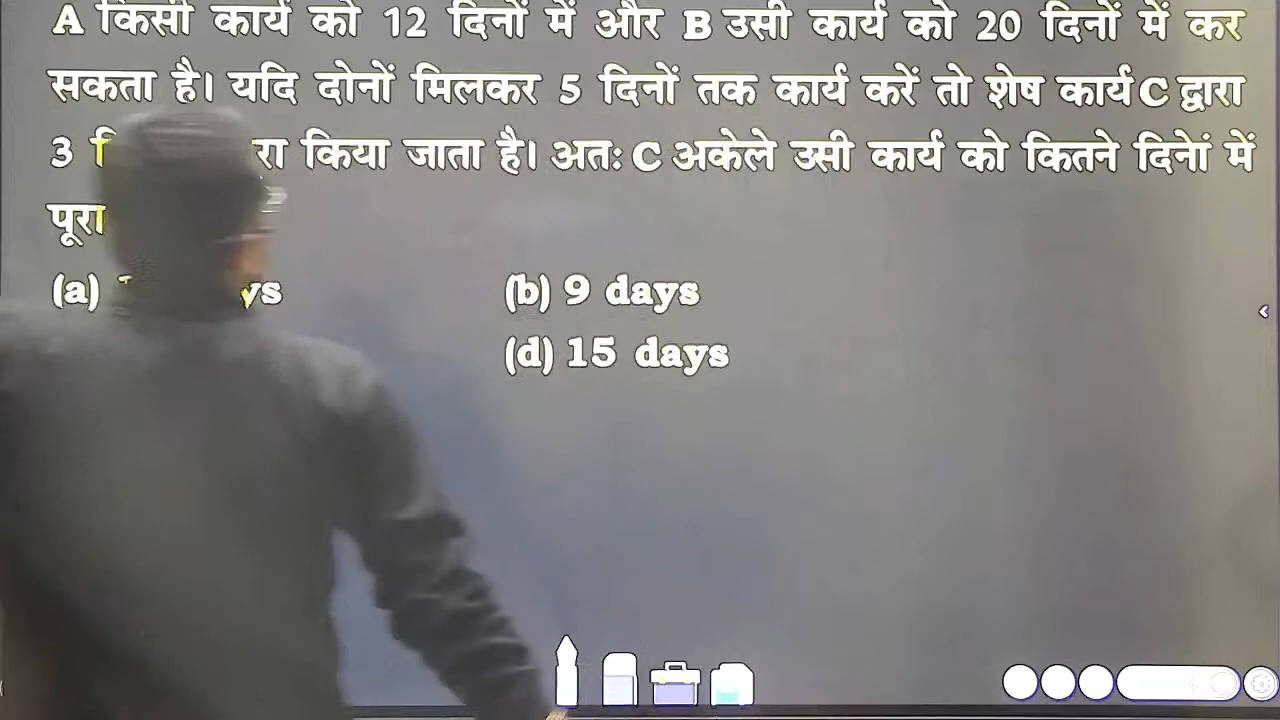 A किसी कार्य को 12 दिनों में और B उसी कार्य को 20 दिनों में कर
सकता है। यदि दोनों मिलकर 5 दिनों तक कार्य करें तो शेष कार्य C द्वारा
3 किया जाता है। अतः C अकेले उसी कार्य को कितने दिनों में
पूरा
(a) (b) 9 days
(d) 15 days